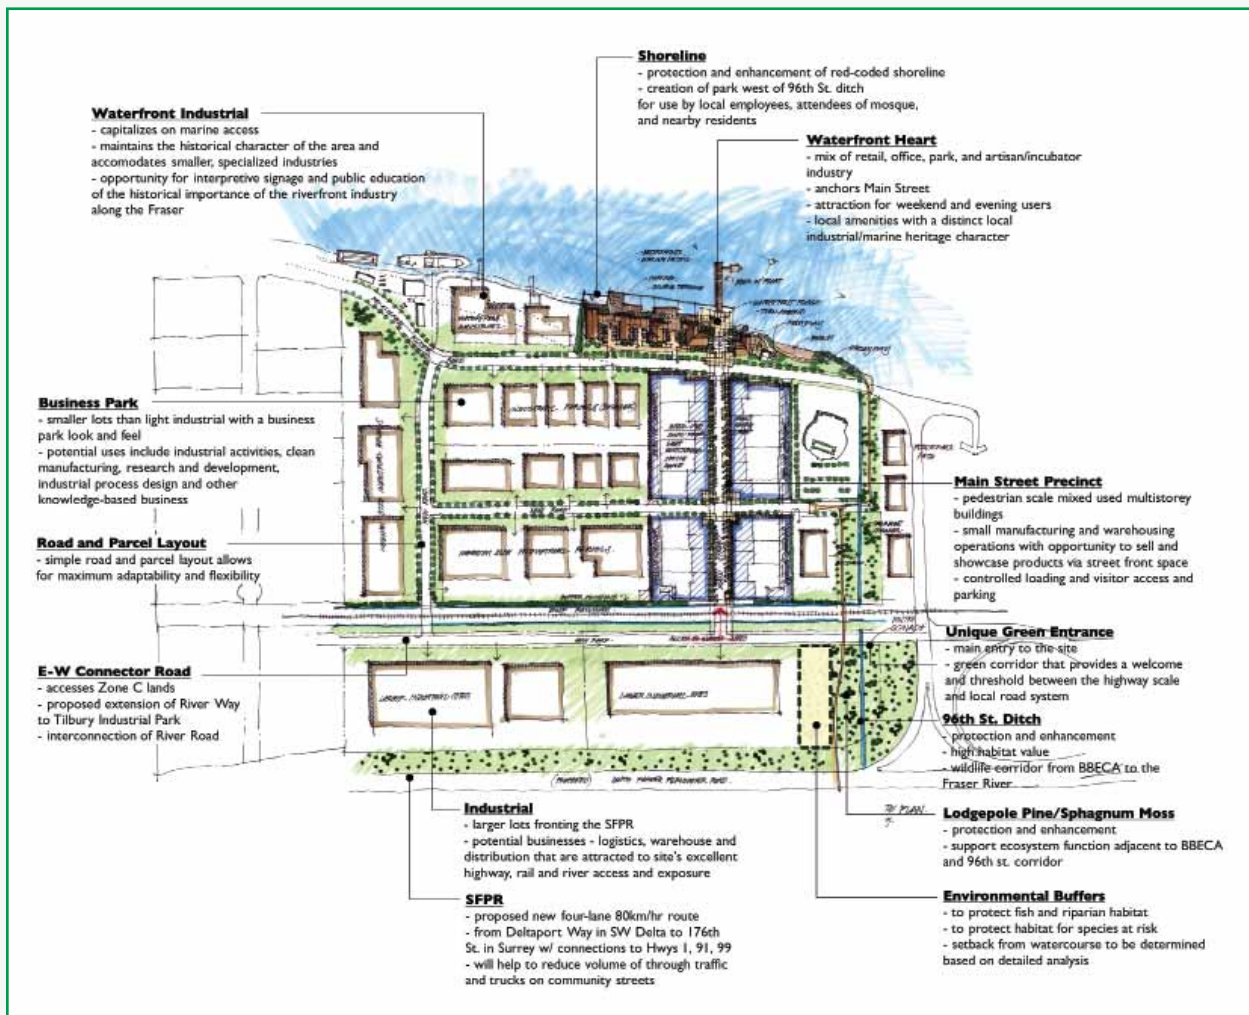 Shoreline
- protection and enhancement of red-coded shoreline
- creation of park west of 96th St. ditch
for use by local employees, attendees of mosque,
and nearby residents
Waterfront Industrial
- capitalizes on marine access
- maintains the historical character of the area and
accomodates smaller, specialized industries
- opportunity for interpretive signage and public education
of the historical importance of the riverfront industry
along the Fraser
Waterfront Heart
- mix of retail, office, park, and artisan/incubator
industry
- anchors Main Street
- attraction for weekend and evening users
- local amenities with a distinct local
industrial/marine heritage character
Business Park
- smaller lots than light industrial with a business
park look and feel
- potential uses include industrial activities, clean
manufacturing, research and development,
industrial process design and other
knowledge-based business
Main Street Precinct
- pedestrian scale mixed used multistorey
buildings
- small manufacturing and warehousing
operations with opportunity to sell and
showcase products via street front space
- controlled loading and visitor access and
parking
Road and Parcel Layout
- simple road and parcel layout allows
for maximum adaptability and flexibility
Unique Green Entrance
- main entry to the site
- green corridor that provides a welcome
and threshold between the highway scale
and local road system
E-W Connector Road
- accesses Zone C lands
- proposed extension of River Way
to Tilbury Industrial Park
- interconnection of River Road
96th St. Ditch
- protection and enhancement
- high habitat value
- wildlife corridor from BBECA to the
Fraser River
Industrial
- larger lots fronting the SFPR
- potential businesses - logistics, warehouse and
distribution that are attracted to site's excellent
highway, rail and river access and exposure
Lodgepole Pine/Sphagnum Moss
- protection and enhancement
- support ecosystem function adjacent to BBECA
and 96th st. corridor
SFPR
- proposed new four-lane 80km/hr route
- from Deltaport Way in SW Delta to 176th
St. in Surrey w/ connections to Hwys 1, 91, 99
- will help to reduce volume of through traffic
and trucks on community streets
Environmental Buffers
- to protect fish and riparian habitat
- to protect habitat for species at risk
- setback from watercourse to be determined
based on detailed analysis